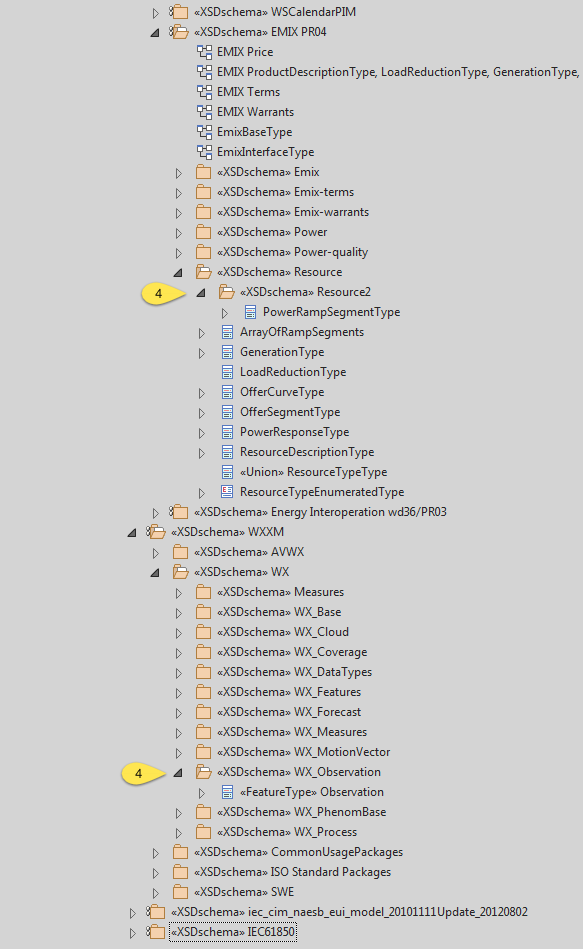 «XSDschema» WSCalendarPIM
«XSDschema» EMIX PR04
EMIX Price
EMIX ProductDescriptionType, LoadReductionType, GenerationType,
EMIX Terms
EMIX Warrants
EmixBaseType
EmixInterfaceType
«XSDschema» Emix
«XSDschema» Emix-terms
«XSDschema» Emix-warrants
«XSDschema» Power
«XSDschema» Power-quality
«XSDschema» Resource
4 «XSDschema» Resource2
PowerRampSegmentType
ArrayOfRampSegments
GenerationType
LoadReductionType
OfferCurveType
OfferSegmentType
PowerResponseType
ResourceDescriptionType
«Union» ResourceTypeType
ResourceTypeEnumeratedType
«XSDschema» Energy Interoperation wd36/PR03
«XSDschema» WXXM
«XSDschema» AVWX
«XSDschema» WX
«XSDschema» Measures
«XSDschema» WX_Base
«XSDschema» WX_Cloud
«XSDschema» WX_Coverage
«XSDschema» WX_DataTypes
«XSDschema» WX_Features
«XSDschema» WX_Forecast
«XSDschema» WX_Measures
«XSDschema» WX_MotionVector
4 «XSDschema» WX_Observation
«FeatureType» Observation
«XSDschema» WX_PhenomBase
«XSDschema» WX_Process
«XSDschema» CommonUsagePackages
«XSDschema» ISO Standard Packages
«XSDschema» SWE
«XSDschema» iec_cim_naesb_eui_model_20101111Update_20120802
«XSDschema» IEC61850